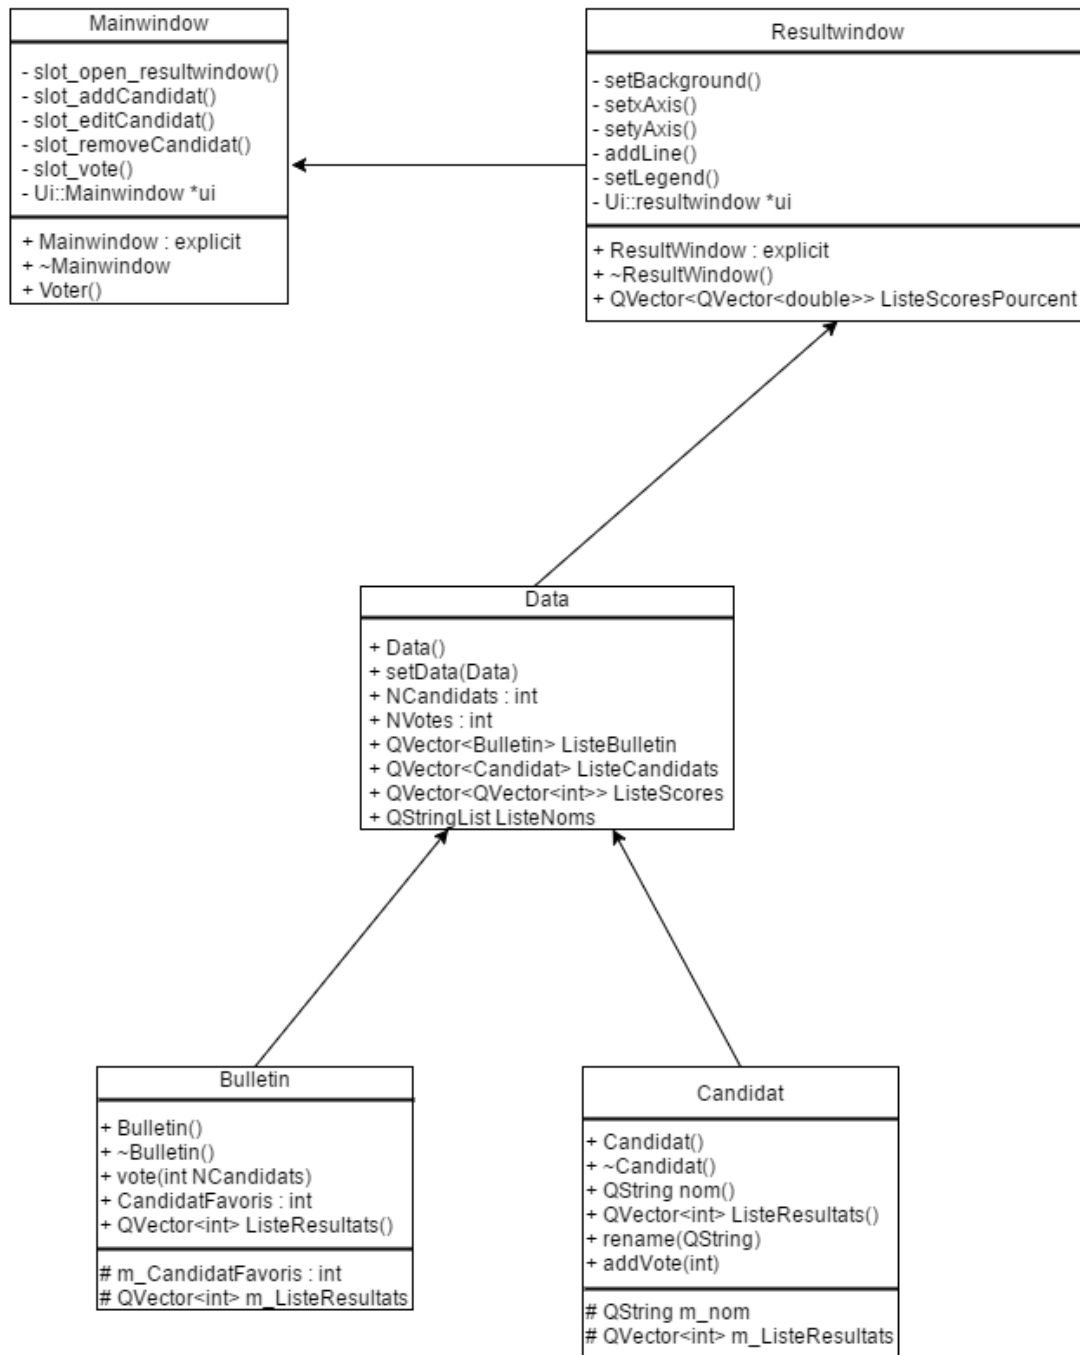 Mainwindow
- slot_open_resultwindow()
- slot_addCandidat()
- slot_editCandidat()
- slot_removeCandidat()
- slot_vote()
- Ui::Mainwindow *ui
+ Mainwindow : explicit
+ ~Mainwindow
+ Voter()
Resultwindow
- setBackground()
- setxAxis()
- setyAxis()
- addLine()
- setLegend()
- Ui::resultwindow *ui
+ ResultWindow : explicit
+ ~ResultWindow()
+ QVector<QVector<double>> ListeScoresPourcent
Data
+ Data()
+ setData(Data)
+ NCandidats : int
+ NVotes : int
+ QVector<Bulletin> ListeBulletin
+ QVector<Candidat> ListeCandidats
+ QVector<QVector<int>> ListeScores
+ QStringList ListeNoms
Bulletin
+ Bulletin()
+ ~Bulletin()
+ vote(int NCandidats)
+ CandidatFavoris : int
+ QVector<int> ListeResultats()
# m_CandidatFavoris : int
# QVector<int> m_ListeResultats
Candidat
+ Candidat()
+ ~Candidat()
+ QString nom()
+ QVector<int> ListeResultats()
+ rename(QString)
+ addVote(int)
# QString m_nom
# QVector<int> m_ListeResultats